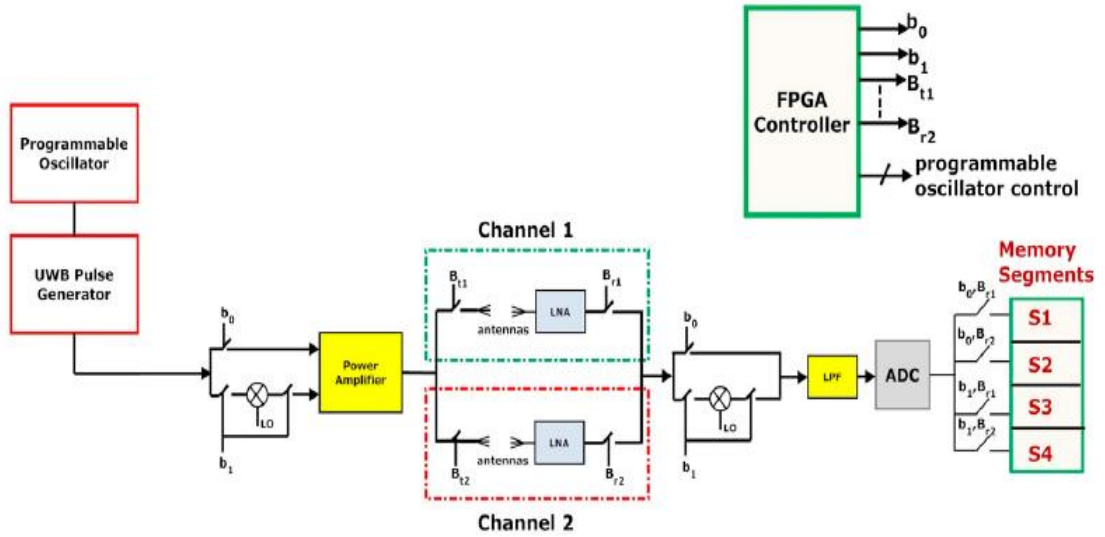 Programmable
Oscillator
UWB Pulse
Generator
FPGA
Controller
b0
b1
Bt1
Br2
programmable
oscillator control
b0
LO
b1
Power
Amplifier
Channel 1
Bt1
Br1
antennas
LNA
Bt2
Br2
antennas
LNA
Channel 2
b0
LO
b1
LPF
ADC
Memory
Segments
b0,Br1
S1
b0,Br2
S2
b1,Br1
S3
b1,Br2
S4